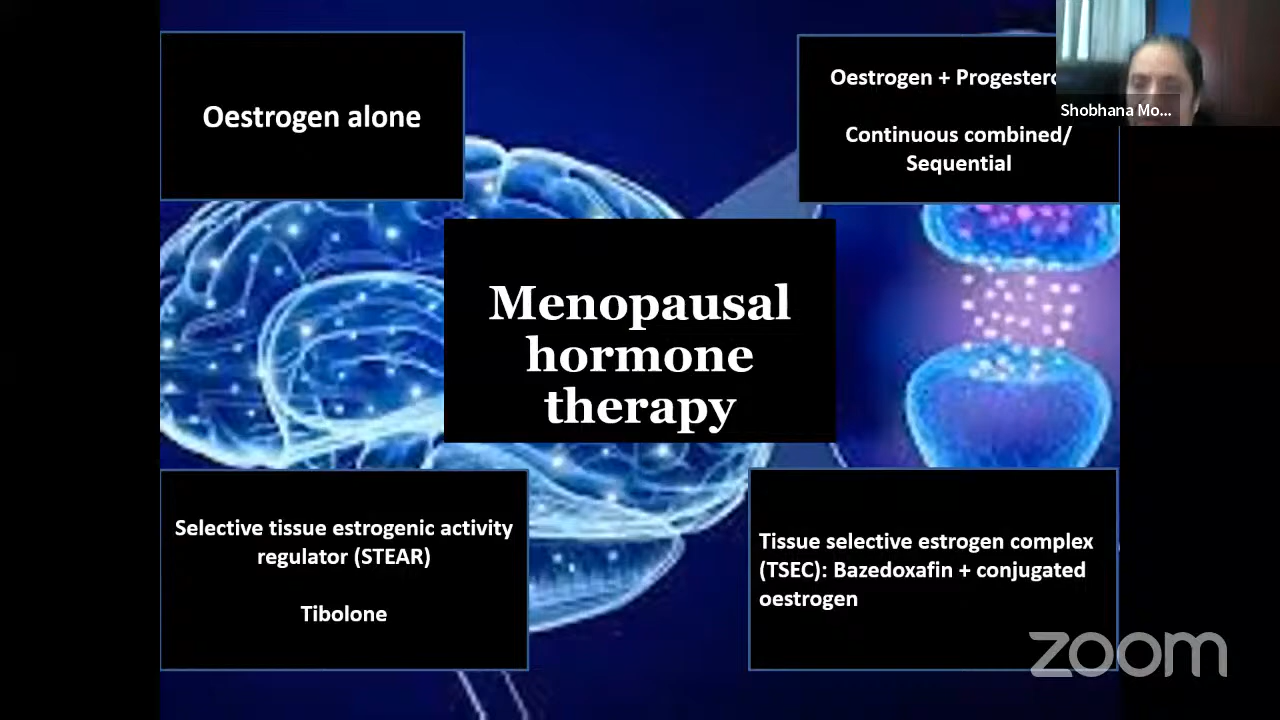 Oestrogen alone
Oestrogen +
Continuous combined/
Sequential
Shobhana Mo...
Menopausal
hormone
therapy
Selective tissue estrogenic activity
regulator (STEAR)
Tibolone
Tissue selective estrogen complex
(TSEC): Bazedoxafin + conjugated
oestrogen
zoom